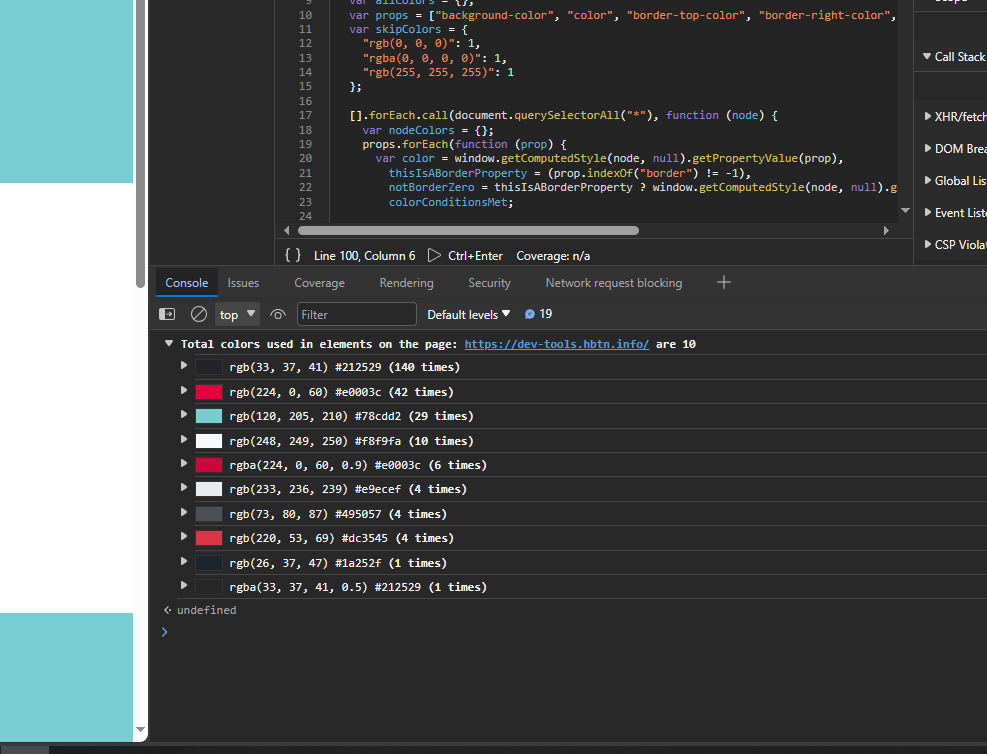 9 var allColors = {};
10 var props = ["background-color", "color", "border-top-color", "border-right-color",
11 var skipColors = {
12 "rgb(0, 0, 0)": 1,
13 "rgba(0, 0, 0, 0)": 1,
14 "rgb(255, 255, 255)": 1
15 };
16
17 [].forEach.call(document.querySelectorAll("*"), function (node) {
18 var nodeColors = {};
19 props.forEach(function (prop) {
20 var color = window.getComputedStyle(node, null).getPropertyValue(prop),
21 thisIsABorderProperty = (prop.indexOf("border") != -1),
22 notBorderZero = thisIsABorderProperty ? window.getComputedStyle(node, null).g
23 colorConditionsMet;
24
{ } Line 100, Column 6 Ctrl+Enter Coverage: n/a
Scope
Call Stack
XHR/fetch
DOM Brea
Global Lis
Event Liste
CSP Violat
Console Issues Coverage Rendering Security Network request blocking
top Filter Default levels 19
Total colors used in elements on the page: https://dev-tools.hbtn.info/ are 10
rgb(33, 37, 41) #212529 (140 times)
rgb(224, 0, 60) #e0003c (42 times)
rgb(120, 205, 210) #78cdd2 (29 times)
rgb(248, 249, 250) #f8f9fa (10 times)
rgba(224, 0, 60, 0.9) #e0003c (6 times)
rgb(233, 236, 239) #e9ecef (4 times)
rgb(73, 80, 87) #495057 (4 times)
rgb(220, 53, 69) #dc3545 (4 times)
rgb(26, 37, 47) #1a252f (1 times)
rgba(33, 37, 41, 0.5) #212529 (1 times)
undefined